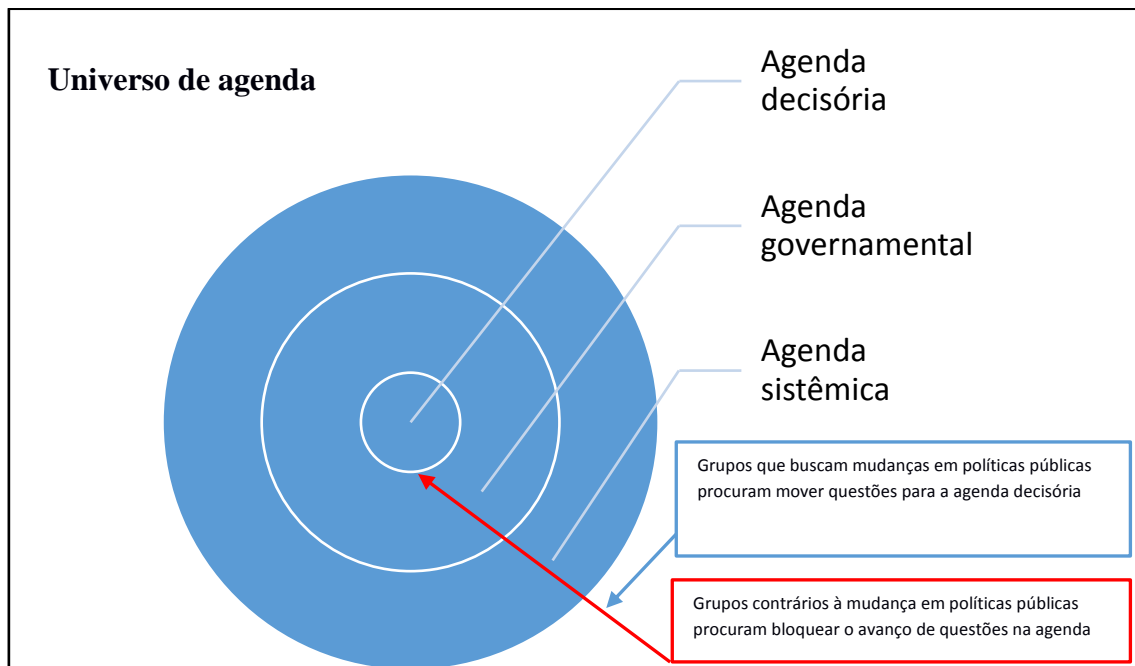 Universo de agenda
Agenda
decisória
Agenda
governamental
Agenda
sistêmica
Grupos que buscam mudanças em políticas públicas
procuram mover questões para a agenda decisória
Grupos contrários à mudança em políticas públicas
procuram bloquear o avanço de questões na agenda